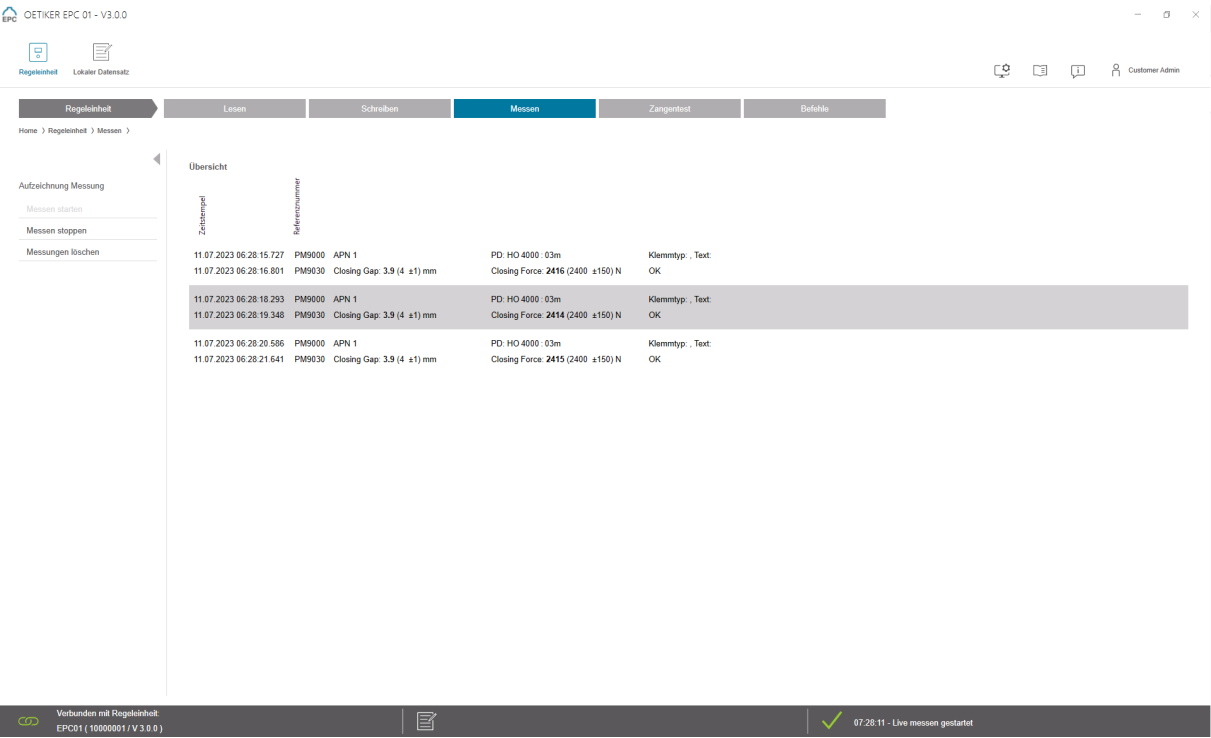 EPC OETIKER EPC 01 - V3.0.0
Regeleinheit Lokaler Datensatz
Customer Admin
Regeleinheit Lesen Schreiben Messen Zangentest Befehle
Home > Regeleinheit > Messen >
Übersicht
Aufzeichnung Messung
Messen starten
Messen stoppen
Messungen löschen
Zeitstempel Referenznummer
11.07.2023 06:28:15.727 PM9000 APN 1 PD: HO 4000 : 03m Klemmtyp: , Text:
11.07.2023 06:28:16.801 PM9030 Closing Gap: 3.9 (4 ±1) mm Closing Force: 2416 (2400 ±150) N OK
11.07.2023 06:28:18.293 PM9000 APN 1 PD: HO 4000 : 03m Klemmtyp: , Text:
11.07.2023 06:28:19.348 PM9030 Closing Gap: 3.9 (4 ±1) mm Closing Force: 2414 (2400 ±150) N OK
11.07.2023 06:28:20.586 PM9000 APN 1 PD: HO 4000 : 03m Klemmtyp: , Text:
11.07.2023 06:28:21.641 PM9030 Closing Gap: 3.9 (4 ±1) mm Closing Force: 2415 (2400 ±150) N OK
Verbunden mit Regeleinheit:
EPC01 ( 10000001 / V 3.0.0 )
07:28:11 - Live messen gestartet